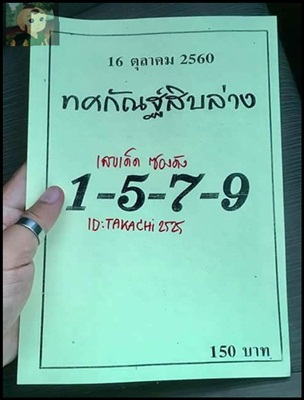 16 ตุลาคม 2560
ทศกัณฐ์สิบล่าง
เลขเด็ด ซองดัง
1-5-7-9
ID:TAKACHi 2525
150 บาท